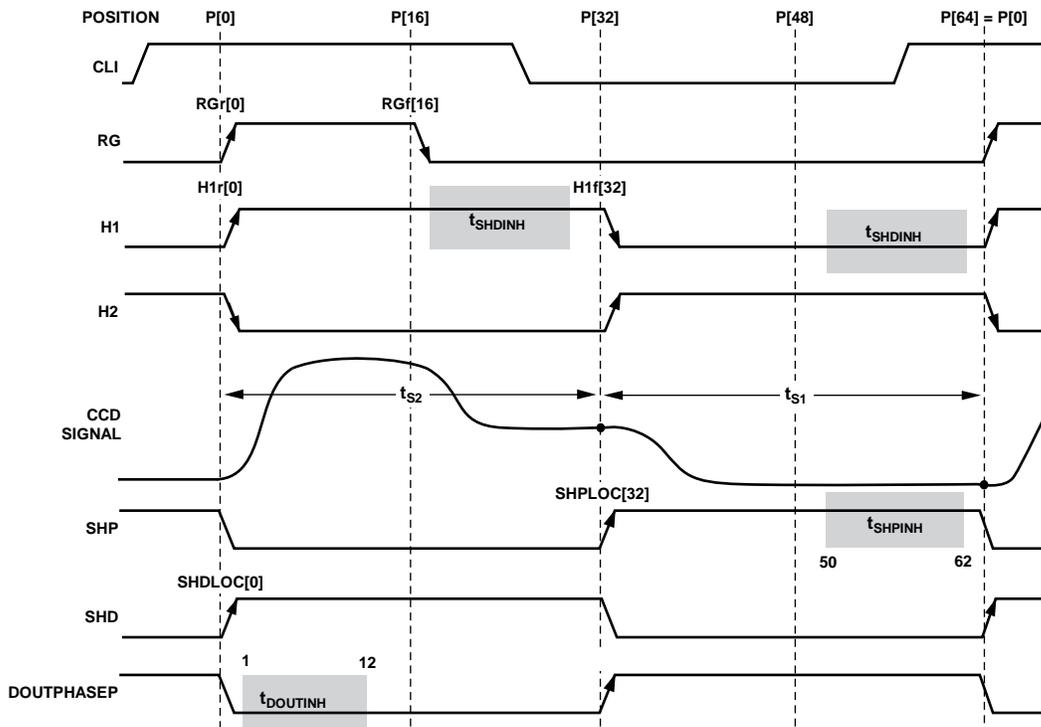 POSITION P[0] P[16] P[32] P[48] P[64] = P[0]
CLI
RGr[0] RGf[16]
RG
H1r[0] H1f[32]
H1 tSHDINH tSHDINH
H2
tS2 tS1
CCD
SIGNAL
SHPLOC[32]
SHP tSHPINH
50 62
SHDLOC[0]
SHD
1 12
DOUTPHASEP tDOUTINH